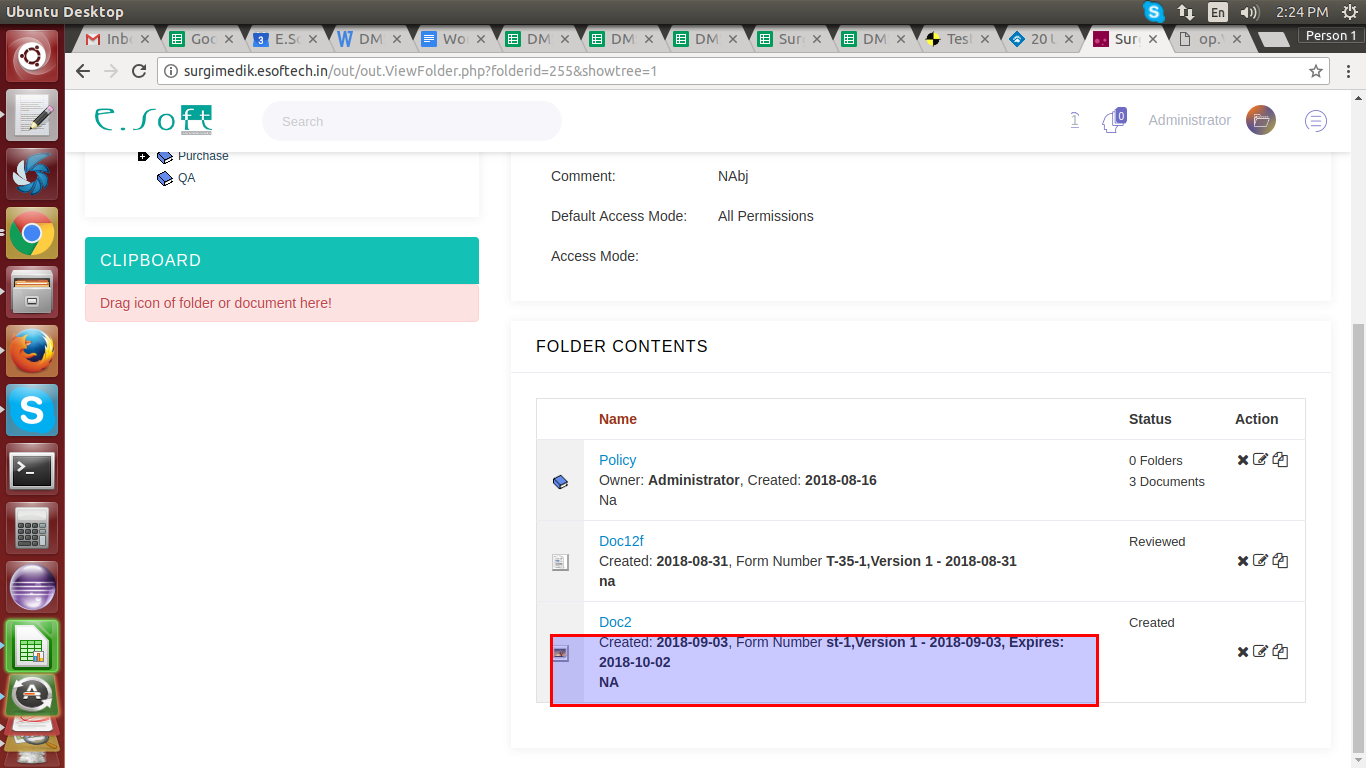 Ubuntu Desktop
En
2:24 PM
Inb
Goo
E.So
DM
Wor
DM
DM
DM
Sur
DM
Tes
20 U
Sur
op.V
Person 1
surgimedik.esoftech.in/out/out.ViewFolder.php?folderid=255&showtree=1
E.Soft
Search
1
0
Administrator
Purchase
QA
Comment: NAbj
Default Access Mode: All Permissions
Access Mode:
CLIPBOARD
Drag icon of folder or document here!
FOLDER CONTENTS
Name Status Action
Policy
Owner: Administrator, Created: 2018-08-16
Na
0 Folders
3 Documents
Doc12f
Created: 2018-08-31, Form Number T-35-1,Version 1 - 2018-08-31
na
Reviewed
Doc2
Created: 2018-09-03, Form Number st-1,Version 1 - 2018-09-03, Expires:
2018-10-02
NA
Created